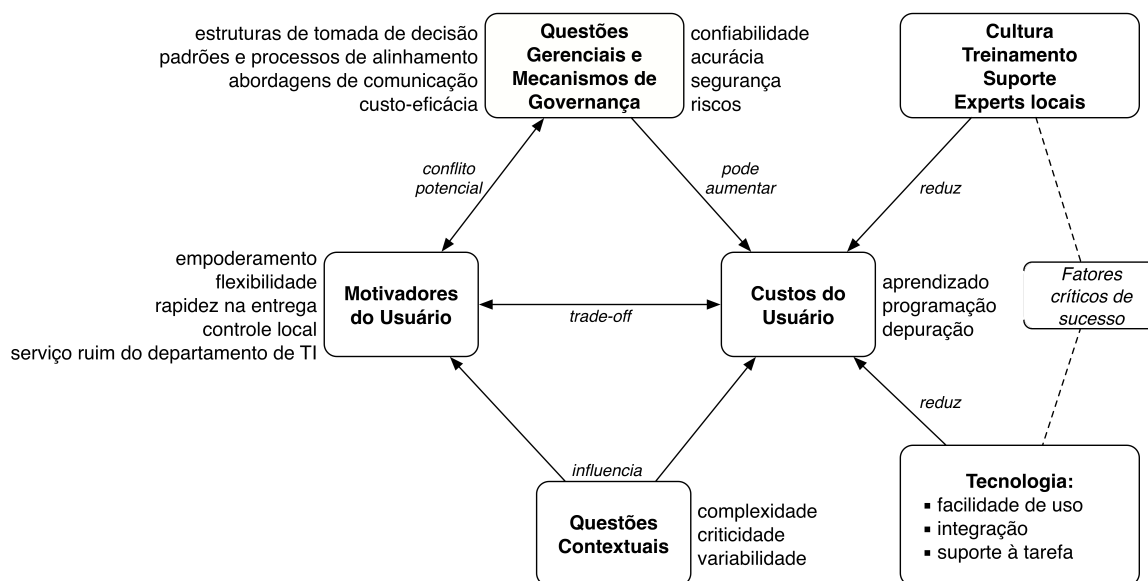 estruturas de tomada de decisão
padrões e processos de alinhamento
abordagens de comunicação
custo-eficácia
Questões
Gerenciais e
Mecanismos de
Governança
confiabilidade
acurácia
segurança
riscos
Cultura
Treinamento
Suporte
Experts locais
conflito
potencial
pode
aumentar
reduz
empoderamento
flexibilidade
rapidez na entrega
controle local
serviço ruim do departamento de TI
Motivadores
do Usuário
trade-off
Custos do
Usuário
aprendizado
programação
depuração
Fatores
críticos de
sucesso
reduz
influencia
Questões
Contextuais
complexidade
criticidade
variabilidade
Tecnologia:
▪ facilidade de uso
▪ integração
▪ suporte à tarefa